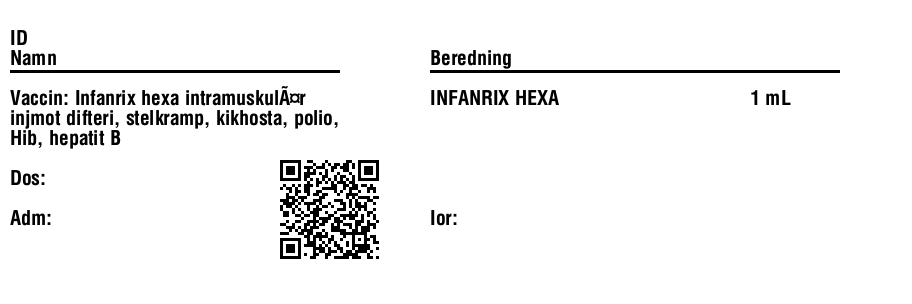 ID
Namn
Beredning
Vaccin: Infanrix hexa intramuskulÃ¤r
injmot difteri, stelkramp, kikhosta, polio,
Hib, hepatit B
INFANRIX HEXA 1 mL
Dos:
Adm:
Ior: